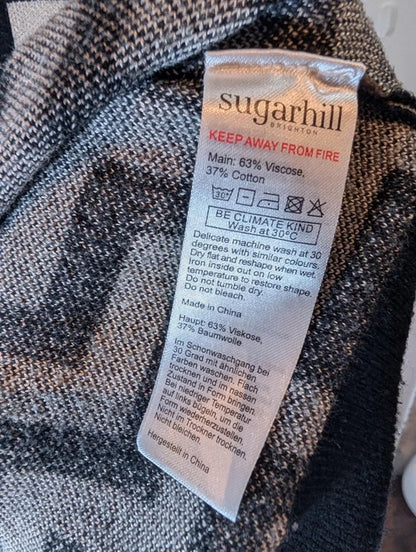 sugarhill
BRIGHTON
KEEP AWAY FROM FIRE
Main: 63% Viscose,
37% Cotton
30°
BE CLIMATE KIND
Wash at 30°C
Delicate machine wash at 30
degrees with similar colours.
Dry flat and reshape when wet.
Iron inside out on low
temperature to restore shape.
Do not tumble dry.
Do not bleach.
Made in China
Haupt: 63% Viskose,
37% Baumwolle
Im Schonwaschgang bei
30 Grad mit ähnlichen
Farben waschen. Flach
trocknen und im nassen
Zustand in Form bringen.
Bei niedriger Temperatur
auf links bügeln, um die
Form wiederherzustellen.
Nicht im Trockner trocknen.
Nicht bleichen.
Hergestellt in China